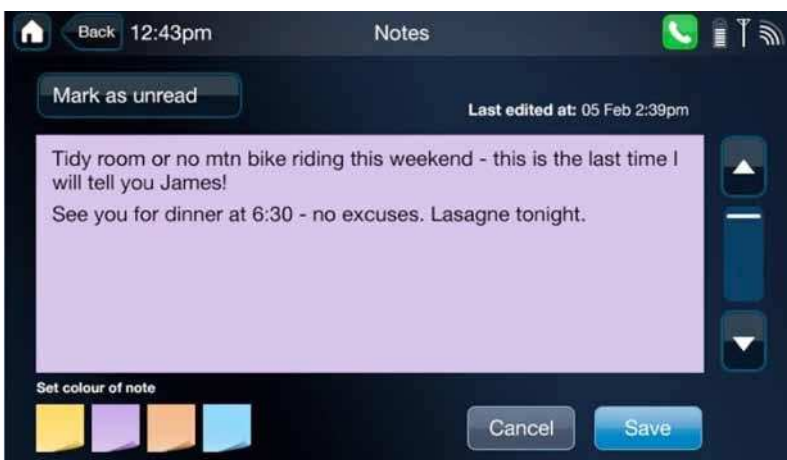 Back 12:43pm Notes
Mark as unread
Last edited at: 05 Feb 2:39pm
Tidy room or no mtn bike riding this weekend - this is the last time I
will tell you James!
See you for dinner at 6:30 - no excuses. Lasagne tonight.
Set colour of note
Cancel Save